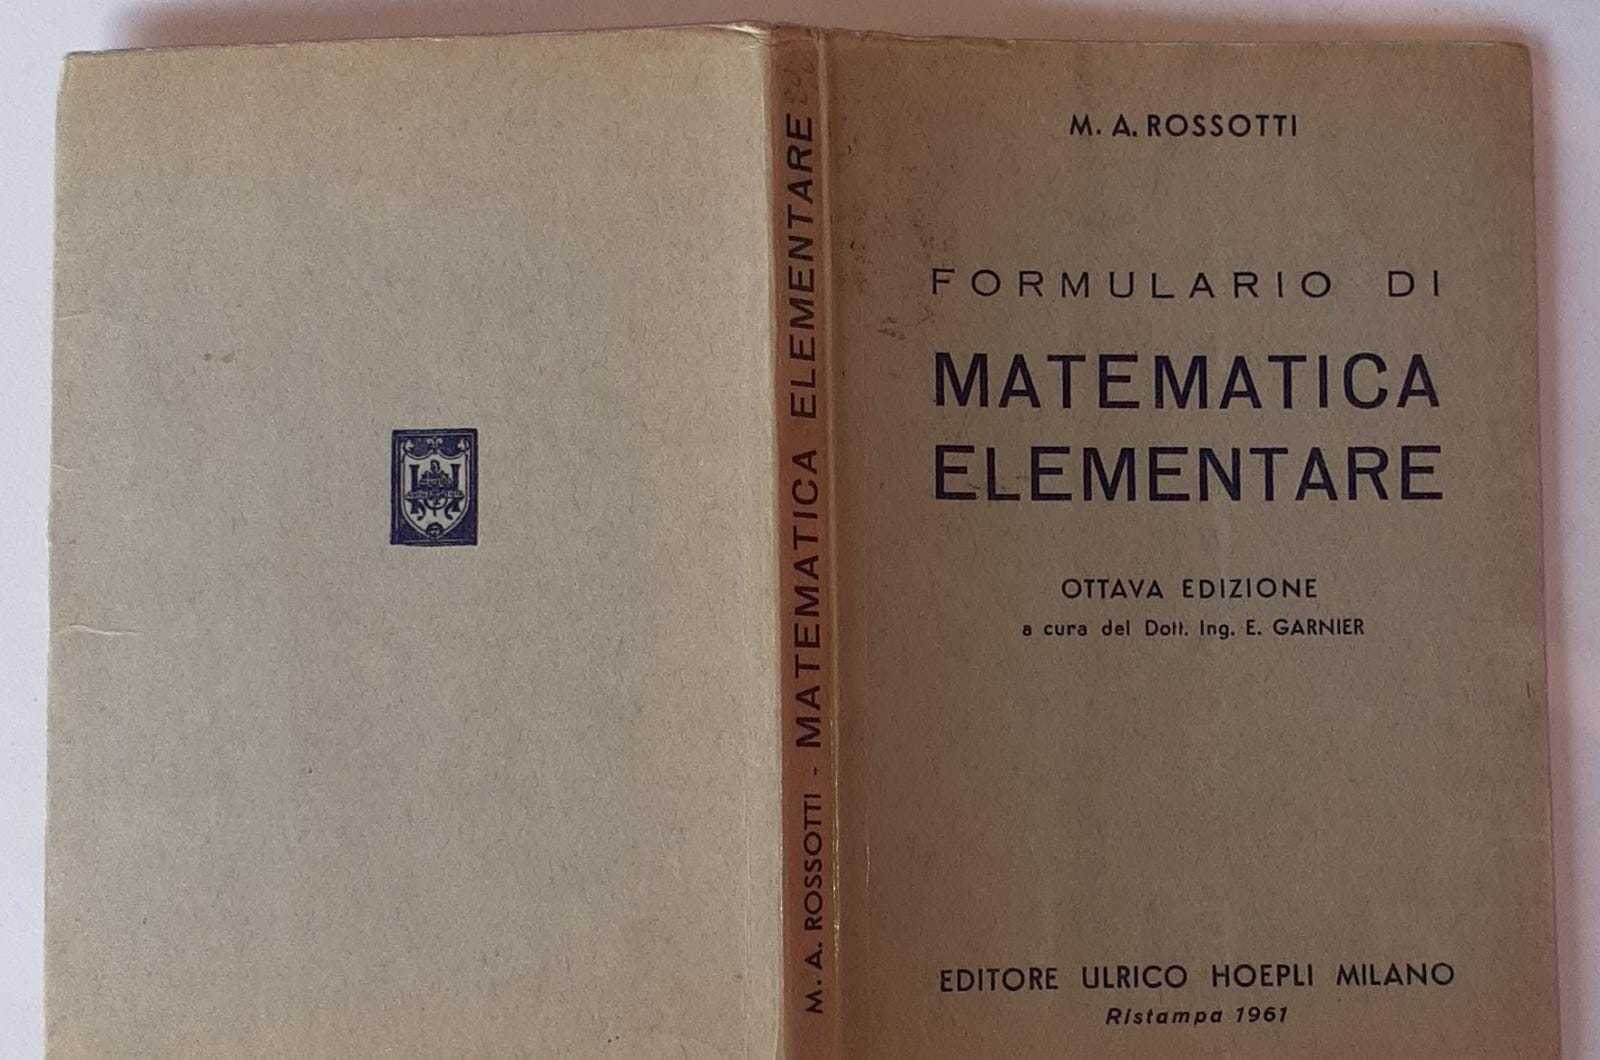 M. A. ROSSOTTI - MATEMATICA ELEMENTARE
M. A. ROSSOTTI
FORMULARIO DI
MATEMATICA
ELEMENTARE
OTTAVA EDIZIONE
a cura del Dott. Ing. E. GARNIER
EDITORE ULRICO HOEPLI MILANO
Ristampa 1961